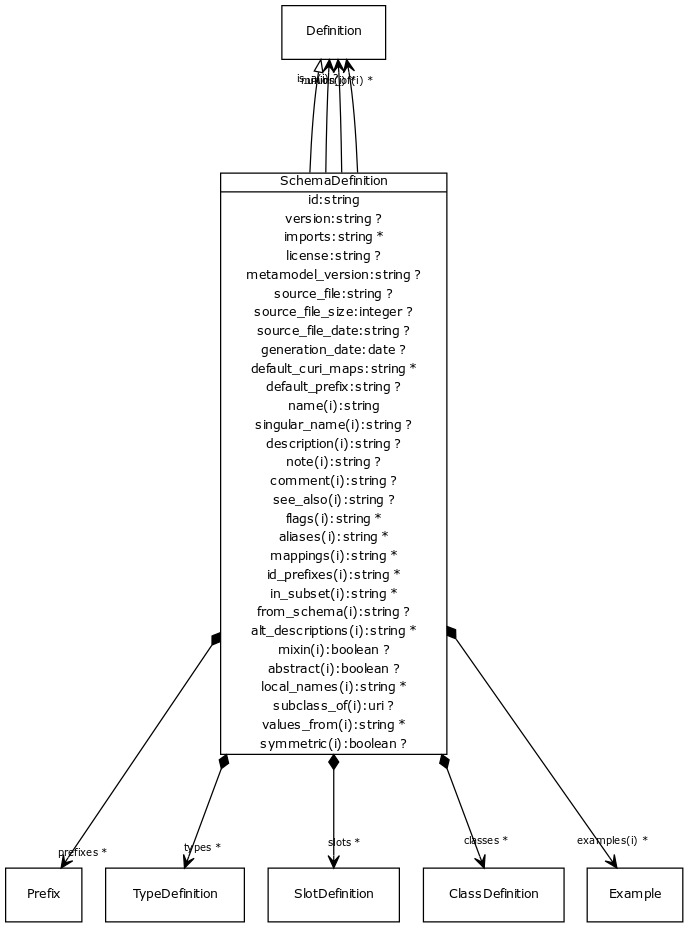 Definition
SchemaDefinition
id:string
version:string ?
imports:string *
license:string ?
metamodel_version:string ?
source_file:string ?
source_file_size:integer ?
source_file_date:string ?
generation_date:date ?
default_curi_maps:string *
default_prefix:string ?
name(i):string
singular_name(i):string ?
description(i):string ?
note(i):string ?
comment(i):string ?
see_also(i):string ?
flags(i):string *
aliases(i):string *
mappings(i):string *
id_prefixes(i):string *
in_subset(i):string *
from_schema(i):string ?
alt_descriptions(i):string *
mixin(i):boolean ?
abstract(i):boolean ?
local_names(i):string *
subclass_of(i):uri ?
values_from(i):string *
symmetric(i):boolean ?
prefixes *
types *
slots *
classes *
examples(i) *
Prefix
TypeDefinition
SlotDefinition
ClassDefinition
Example